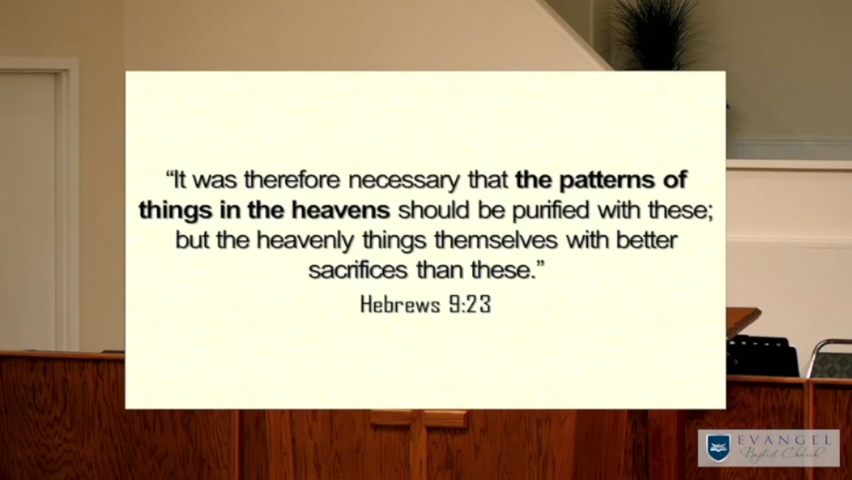 “It was therefore necessary that the patterns of
things in the heavens should be purified with these;
but the heavenly things themselves with better
sacrifices than these.”
Hebrews 9:23
EVANGEL
Baptist Church